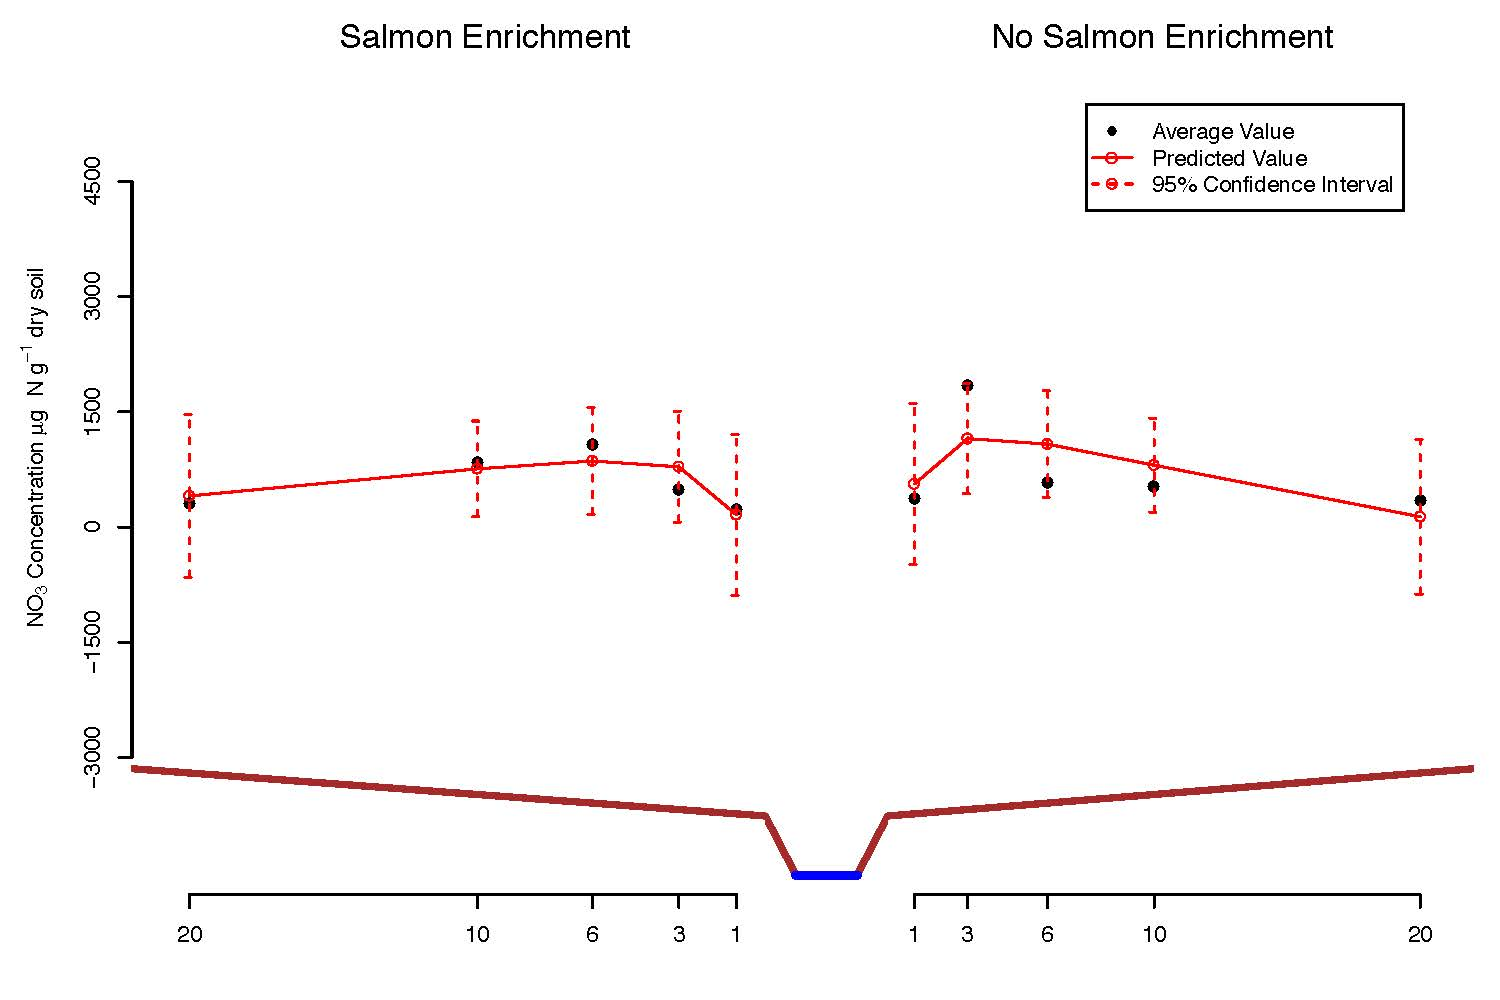 Salmon Enrichment
No Salmon Enrichment
Average Value
Predicted Value
95% Confidence Interval
NO₃ Concentration µg N g⁻¹ dry soil
4500
3000
1500
0
−1500
−3000
20 10 6 3 1
1 3 6 10 20